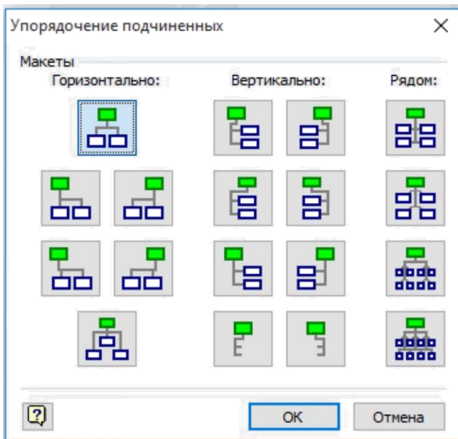 Упорядочение подчиненных
Макеты
Горизонтально: Вертикально: Рядом:
OK Отмена